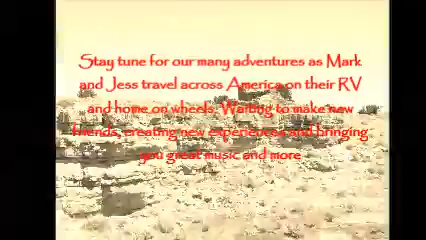 Stay tune for our many adventures as Mark
and Jess travel across America on their RV
and home on wheels. Waiting to make new
friends, creating new experiences and bringing
you great music and more